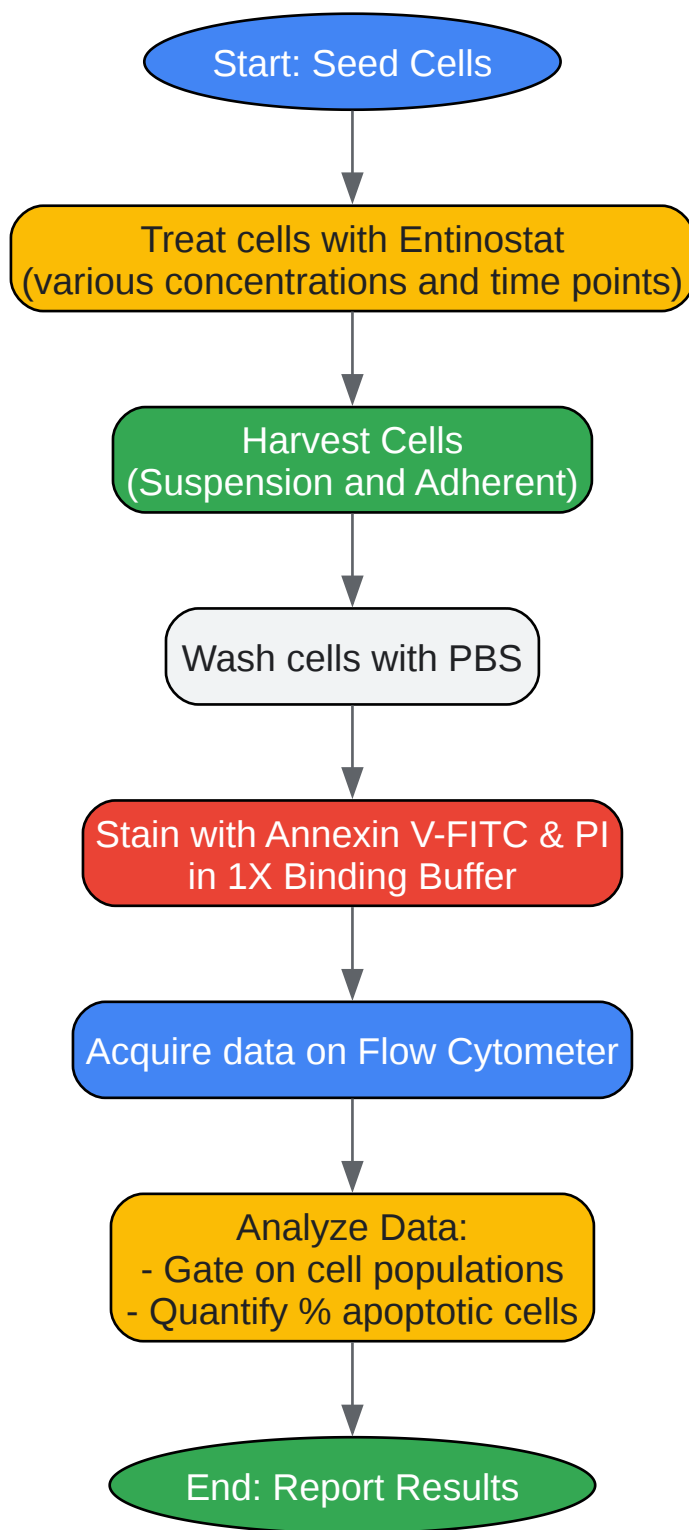 Start: Seed Cells
Treat cells with Entinostat
(various concentrations and time points)
Harvest Cells
(Suspension and Adherent)
Wash cells with PBS
Stain with Annexin V-FITC & PI
in 1X Binding Buffer
Acquire data on Flow Cytometer
Analyze Data:
- Gate on cell populations
- Quantify % apoptotic cells
End: Report Results